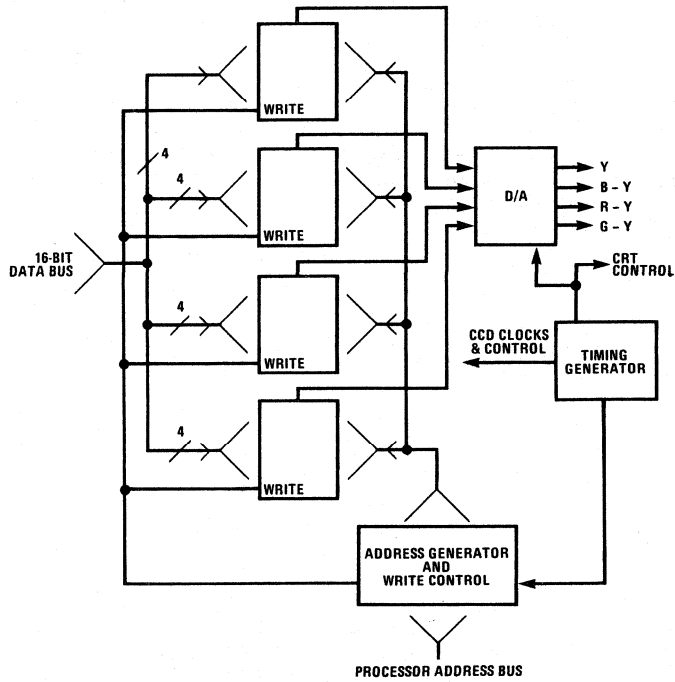 WRITE
4
4
WRITE
16-BIT
DATA BUS
4
WRITE
4
WRITE
D/A
Y
B - Y
R - Y
G - Y
CRT
CONTROL
CCD CLOCKS
& CONTROL
TIMING
GENERATOR
ADDRESS GENERATOR
AND
WRITE CONTROL
PROCESSOR ADDRESS BUS